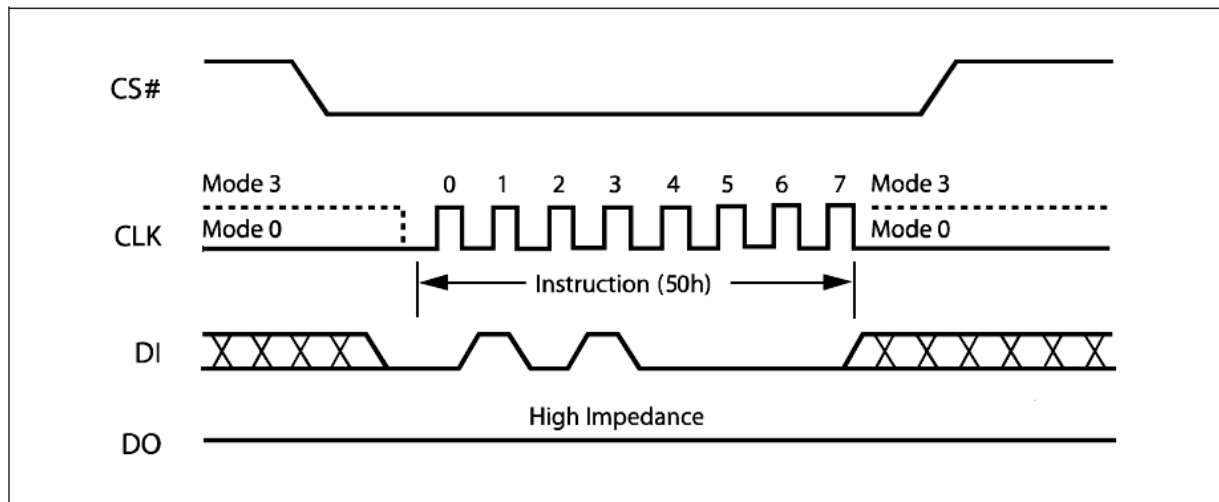 CS#
Mode 3
0 1 2 3 4 5 6 7
Mode 3
CLK
Mode 0
Mode 0
Instruction (50h)
DI
High Impedance
DO